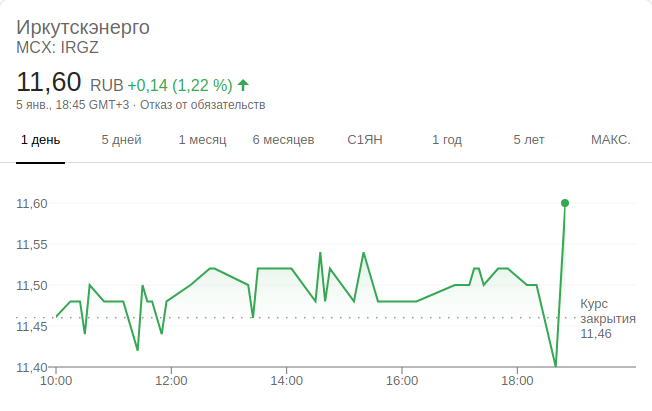 Иркутскэнерго
MCX: IRGZ
11,60 RUB +0,14 (1,22 %)
5 янв., 18:45 GMT+3 · Отказ от обязательств
1 день 5 дней 1 месяц 6 месяцев С1ЯН 1 год 5 лет МАКС.
11,60
11,55
11,50
11,45
11,40
Курс
закрытия
11,46
10:00 12:00 14:00 16:00 18:00